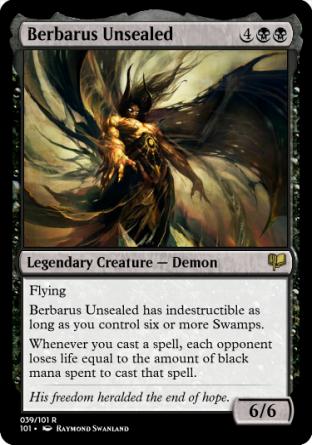 Berbarus Unsealed 4
Legendary Creature — Demon
Flying
Berbarus Unsealed has indestructible as
long as you control six or more Swamps.
Whenever you cast a spell, each opponent
loses life equal to the amount of black
mana spent to cast that spell.
His freedom heralded the end of hope.
6/6
039/101 R
101 • Raymond Swanland